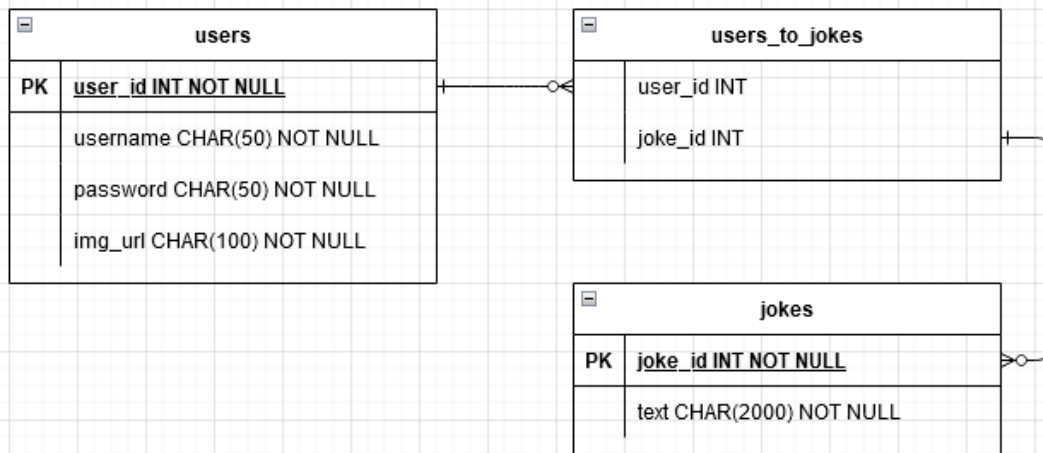 users
PK user_id INT NOT NULL
username CHAR(50) NOT NULL
password CHAR(50) NOT NULL
img_url CHAR(100) NOT NULL
users_to_jokes
user_id INT
joke_id INT
jokes
PK joke_id INT NOT NULL
text CHAR(2000) NOT NULL